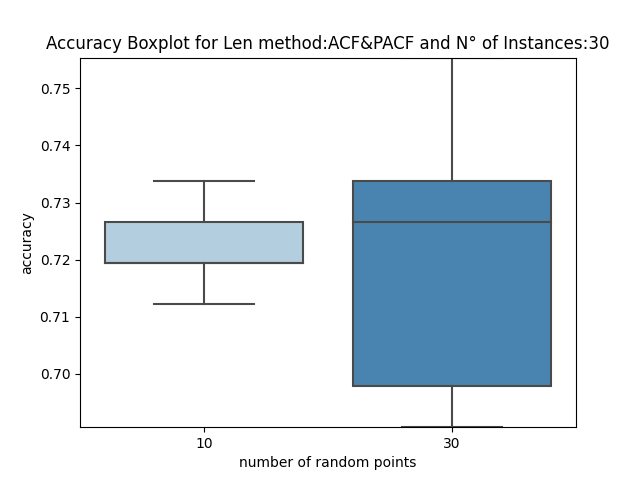 Accuracy Boxplot for Len method:ACF&PACF and N° of Instances:30
0.75
0.74
0.73
0.72
0.71
0.70
accuracy
10 30
number of random points